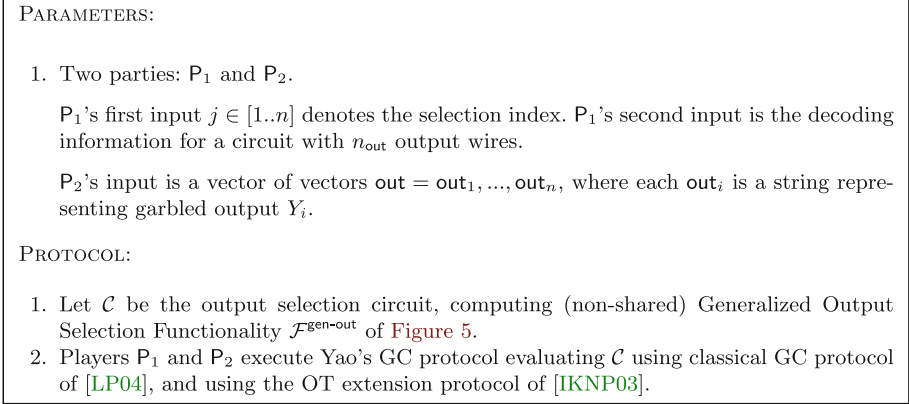 PARAMETERS:
1. Two parties: P₁ and P₂.
P₁'s first input j ∈ [1..n] denotes the selection index. P₁'s second input is the decoding
information for a circuit with n_out output wires.
P₂'s input is a vector of vectors out = out₁, ..., outₙ, where each outᵢ is a string repre-
senting garbled output Yᵢ.
PROTOCOL:
1. Let C be the output selection circuit, computing (non-shared) Generalized Output
Selection Functionality F^gen-out of Figure 5.
2. Players P₁ and P₂ execute Yao's GC protocol evaluating C using classical GC protocol
of [LP04], and using the OT extension protocol of [IKNP03].